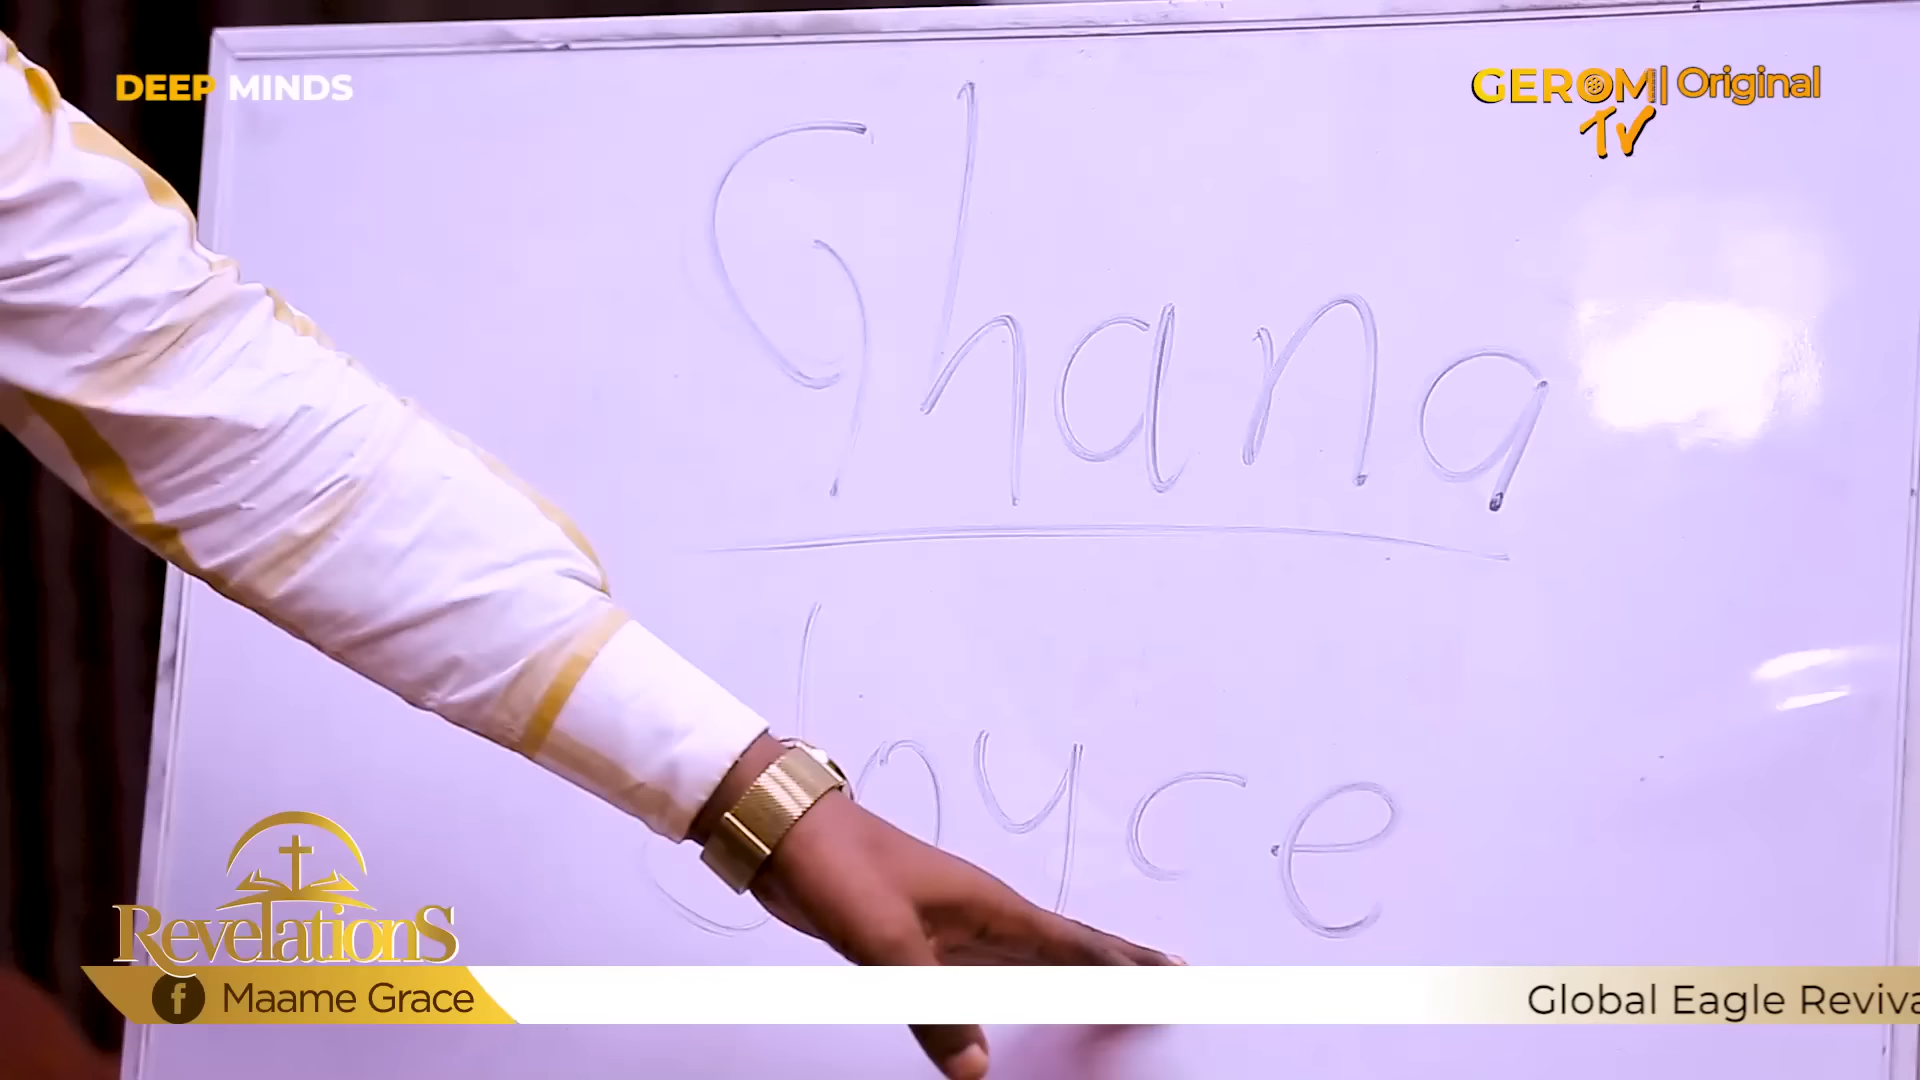 DEEP MINDS
GEROM TV | Original
Ghana
Joyce
Revelations
Maame Grace
Global Eagle Reviva